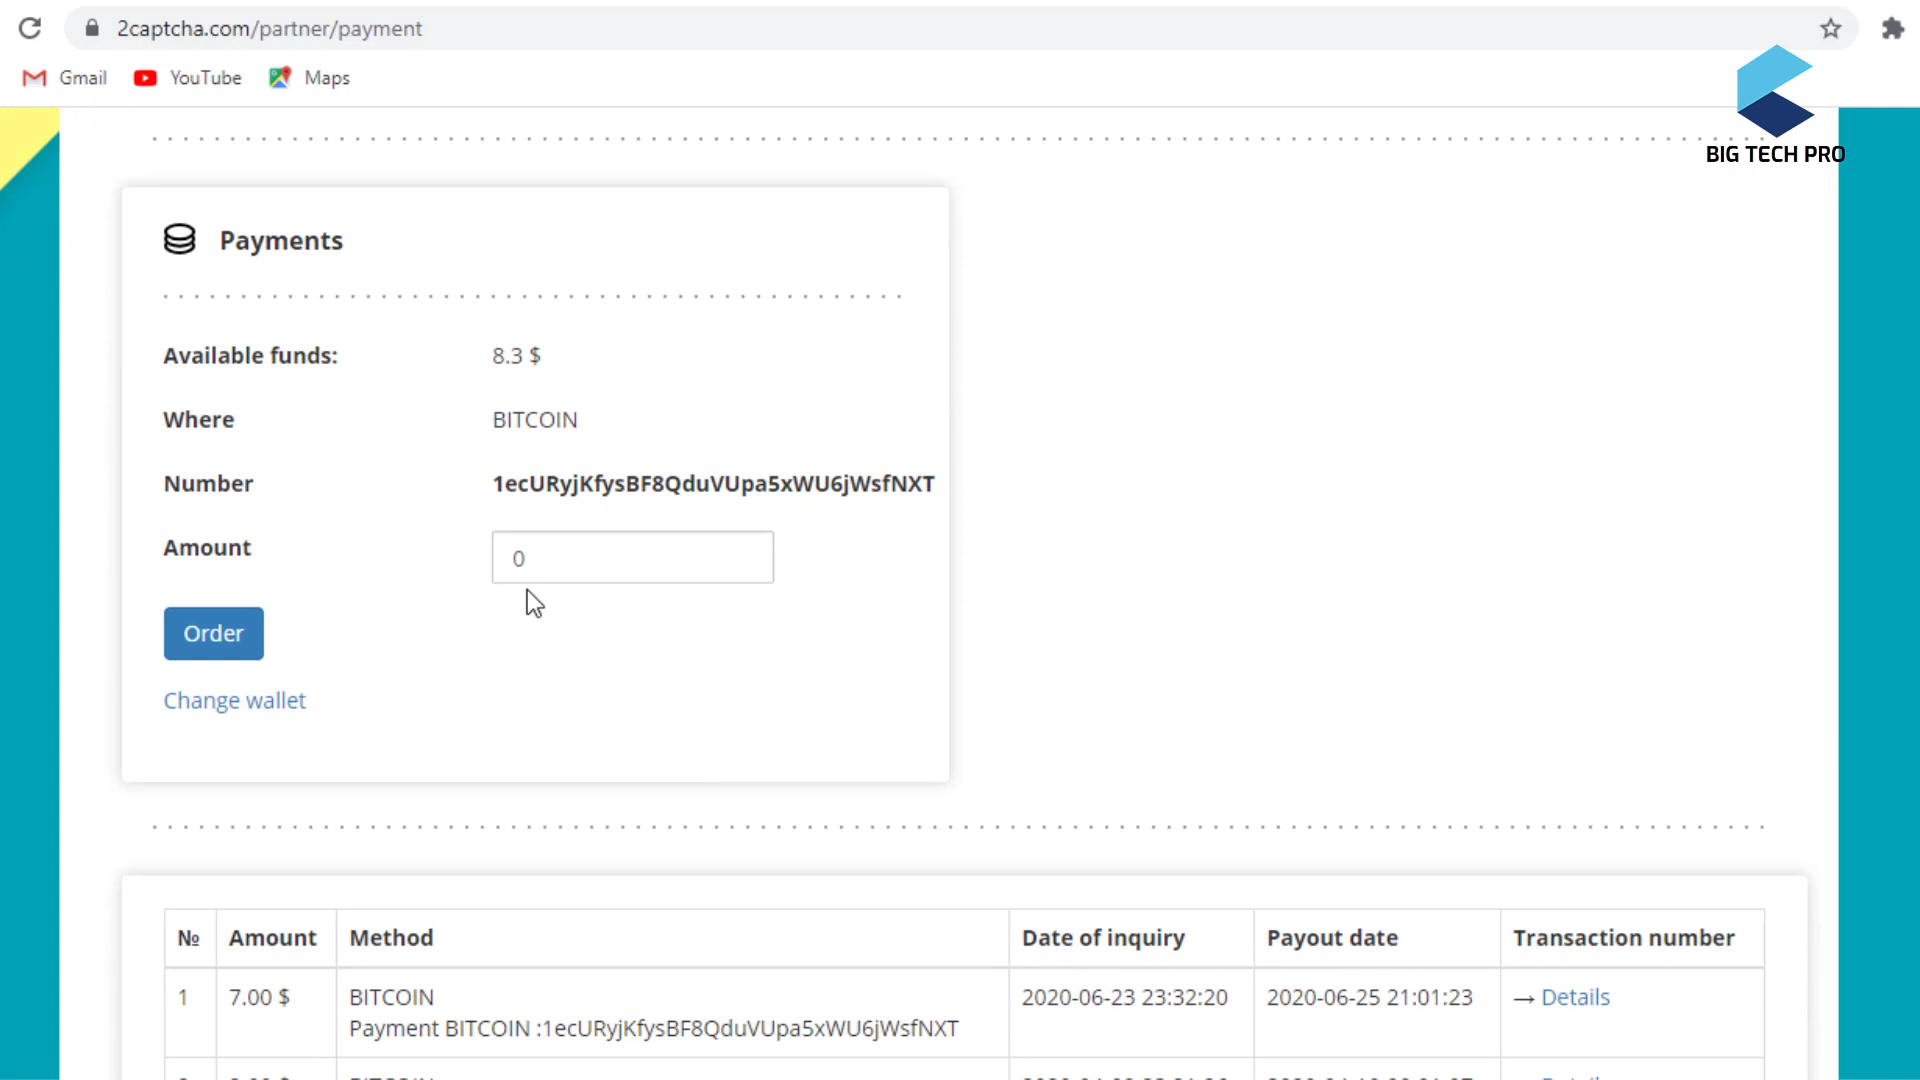 2captcha.com/partner/payment
Gmail YouTube Maps
BIG TECH PRO
Payments
Available funds: 8.3 $
Where BITCOIN
Number 1ecURyjKfysBF8QduVUpa5xWU6jWsfNXT
Amount 0
Order
Change wallet
№ Amount Method Date of inquiry Payout date Transaction number
1 7.00 $ BITCOIN 2020-06-23 23:32:20 2020-06-25 21:01:23 → Details
Payment BITCOIN :1ecURyjKfysBF8QduVUpa5xWU6jWsfNXT